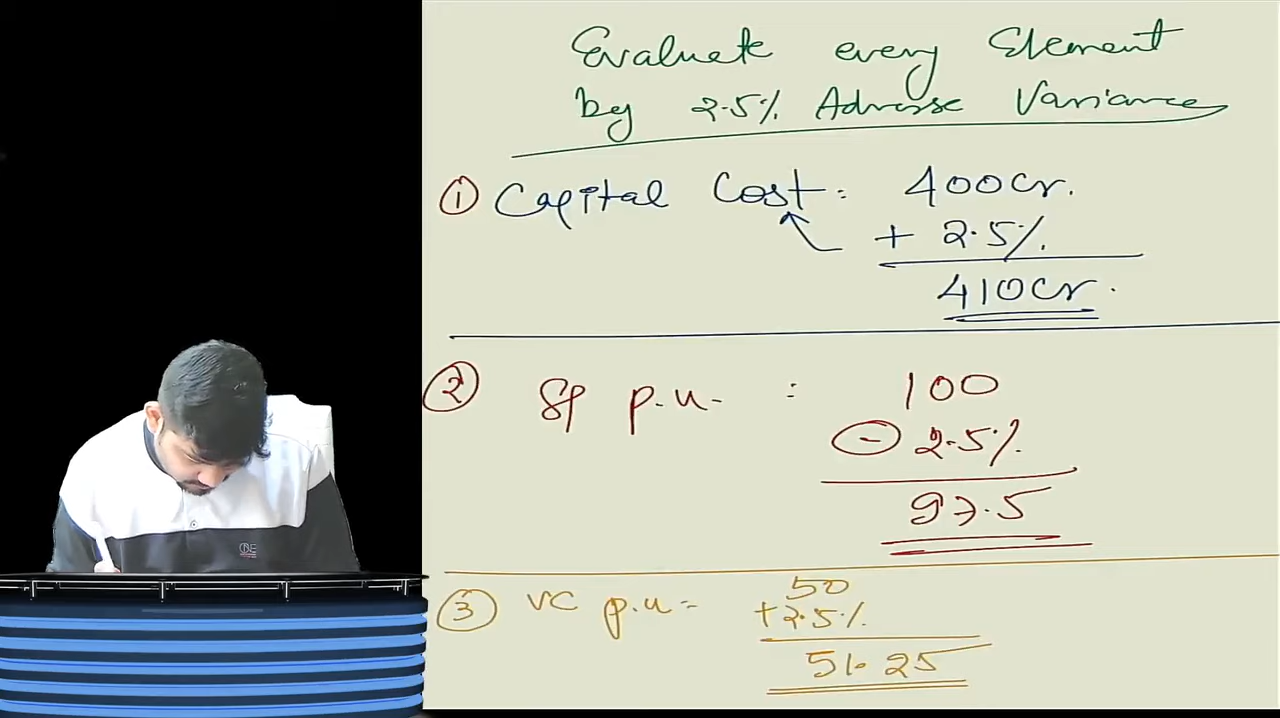 Evaluate every Element
by 2.5% Adverse Variance
① Capital Cost : 400cr.
+ 2.5%
410cr.
② SP p.u. : 100
⊖ 2.5%
97.5
③ VC p.u = 50
+2.5%
51.25